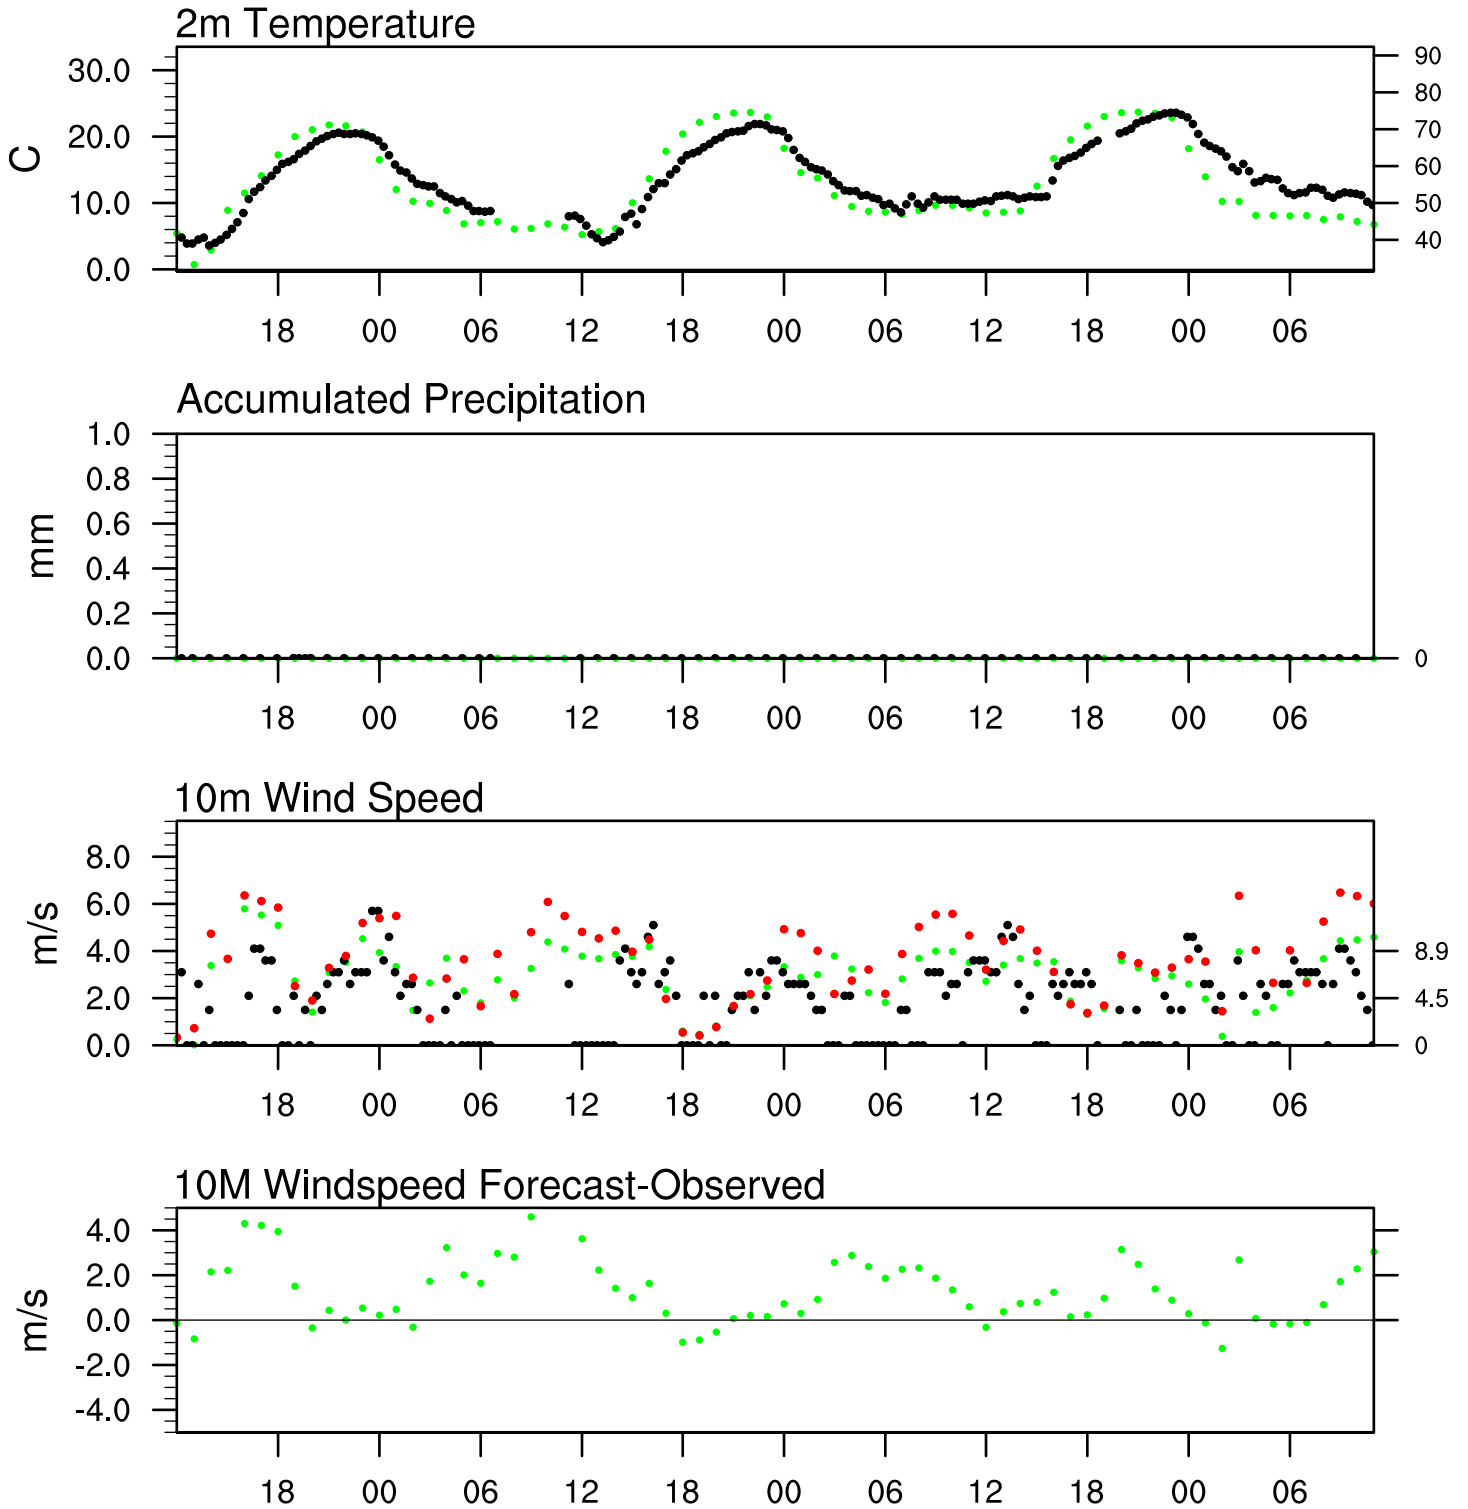 2m Temperature
30.0
20.0
10.0
0.0
C
90
80
70
60
50
40
18 00 06 12 18 00 06 12 18 00 06
Accumulated Precipitation
1.0
0.8
0.6
0.4
0.2
0.0
mm
0
18 00 06 12 18 00 06 12 18 00 06
10m Wind Speed
8.0
6.0
4.0
2.0
0.0
m/s
8.9
4.5
0
18 00 06 12 18 00 06 12 18 00 06
10M Windspeed Forecast-Observed
4.0
2.0
0.0
-2.0
-4.0
m/s
18 00 06 12 18 00 06 12 18 00 06